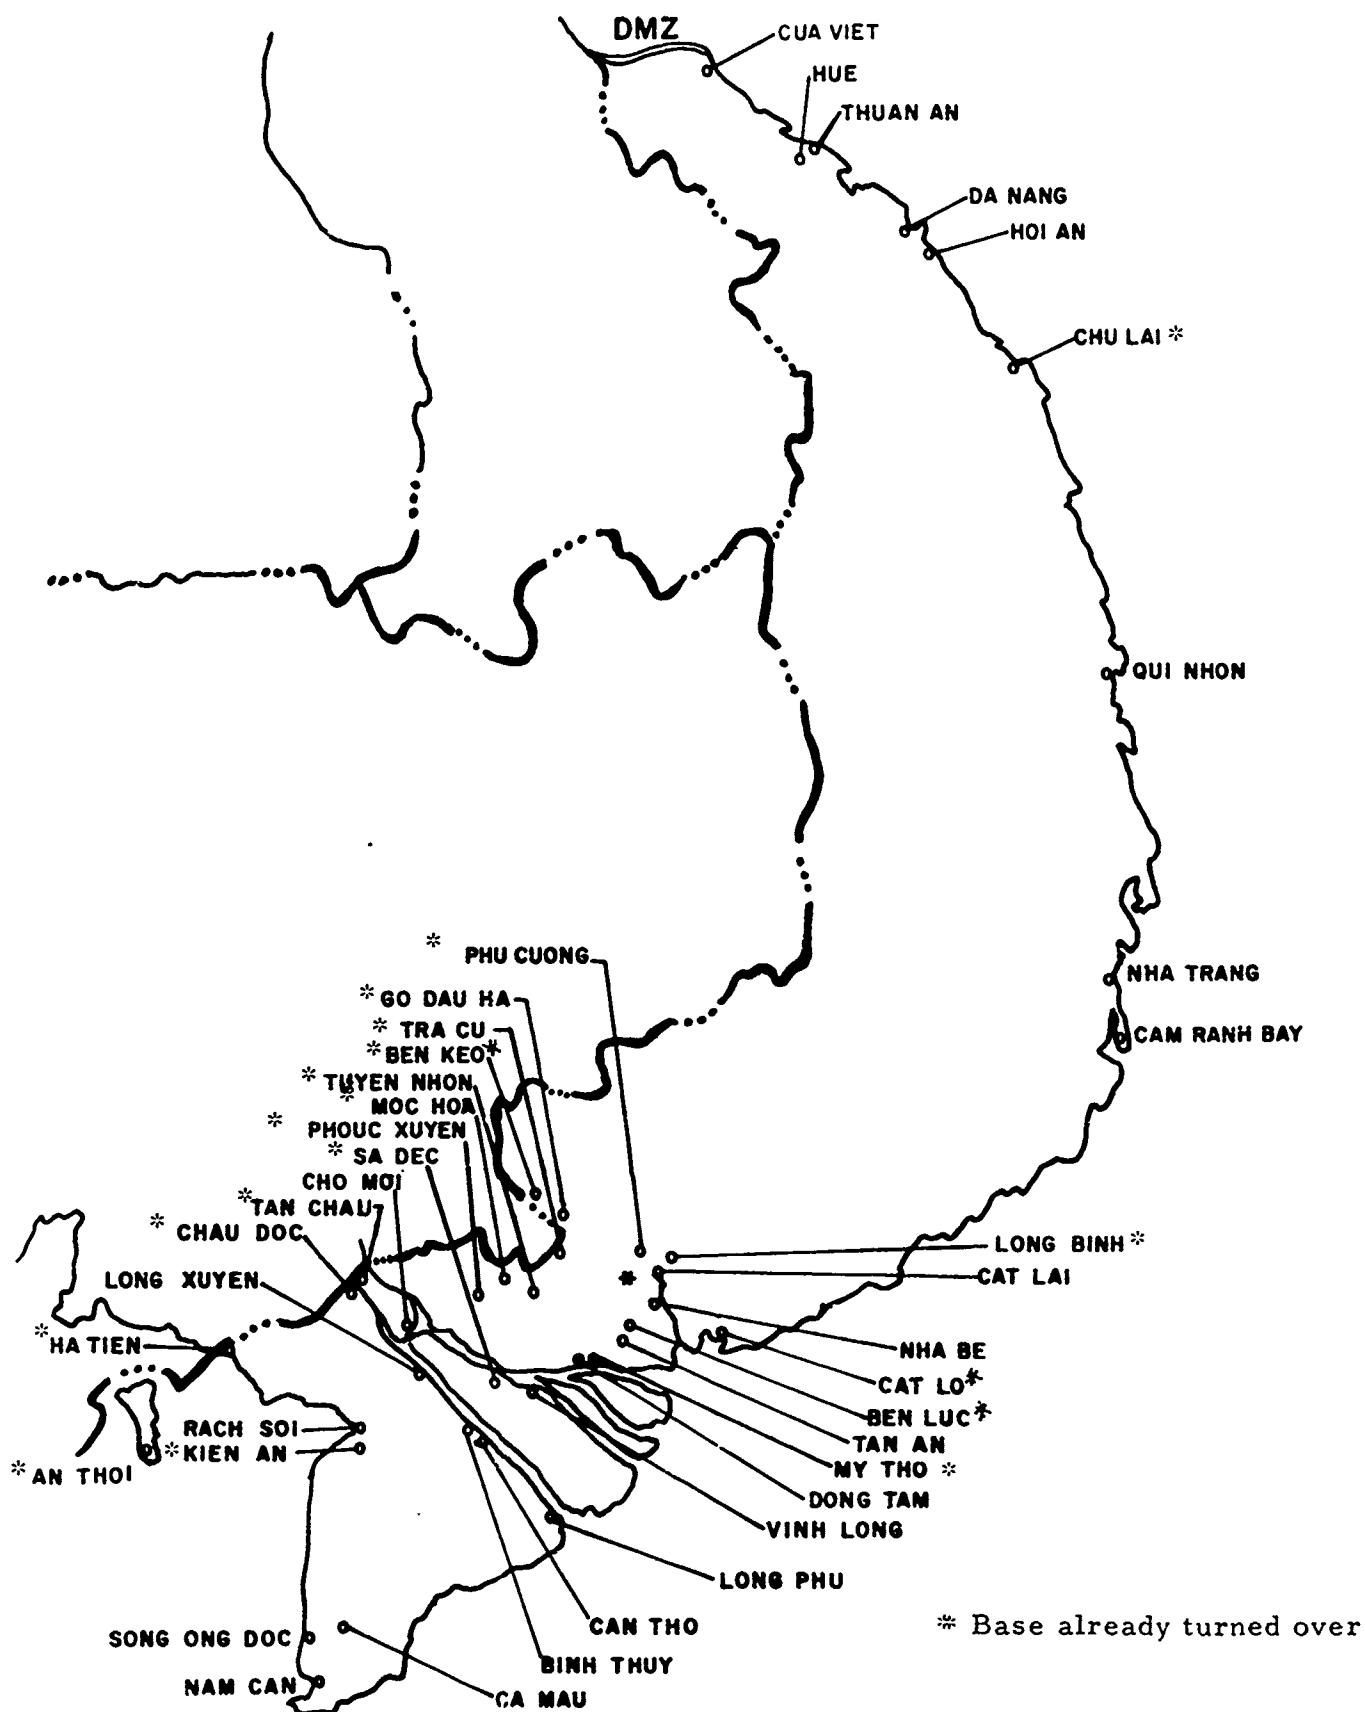 DMZ
CUA VIET
HUE
THUAN AN
DA NANG
HOI AN
CHU LAI *
QUI NHON
NHA TRANG
CAM RANH BAY
* PHU CUONG
* GO DAU HA
* TRA CU
* BEN KEO*
* TUYEN NHON
* MOC HOA
* PHOUC XUYEN
* SA DEC
CHO MOI
* TAN CHAU
* CHAU DOC
LONG XUYEN
* HA TIEN
RACH SOI
* KIEN AN
* AN THOI
SONG ONG DOC
NAM CAN
*
LONG BINH *
CAT LAI
NHA BE
CAT LO*
BEN LUC*
TAN AN
MY THO *
DONG TAM
VINH LONG
LONG PHU
CAN THO
BINH THUY
CA MAU
* Base already turned over